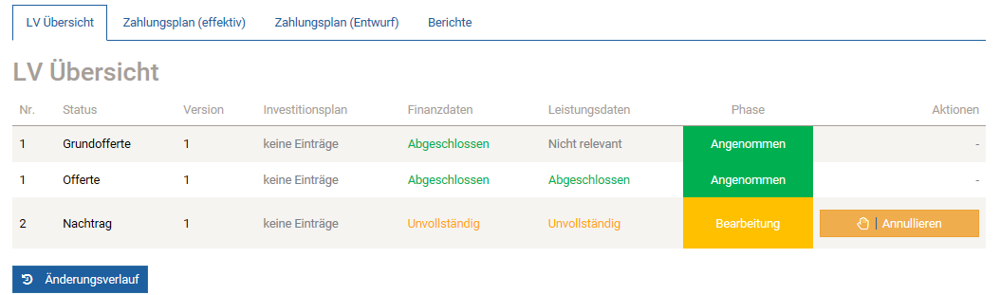 LV Übersicht Zahlungsplan (effektiv) Zahlungsplan (Entwurf) Berichte
LV Übersicht
Nr. Status Version Investitionsplan Finanzdaten Leistungsdaten Phase Aktionen
1 Grundofferte 1 keine Einträge Abgeschlossen Nicht relevant Angenommen -
1 Offerte 1 keine Einträge Abgeschlossen Abgeschlossen Angenommen -
2 Nachtrag 1 keine Einträge Unvollständig Unvollständig Bearbeitung Annullieren
Änderungsverlauf